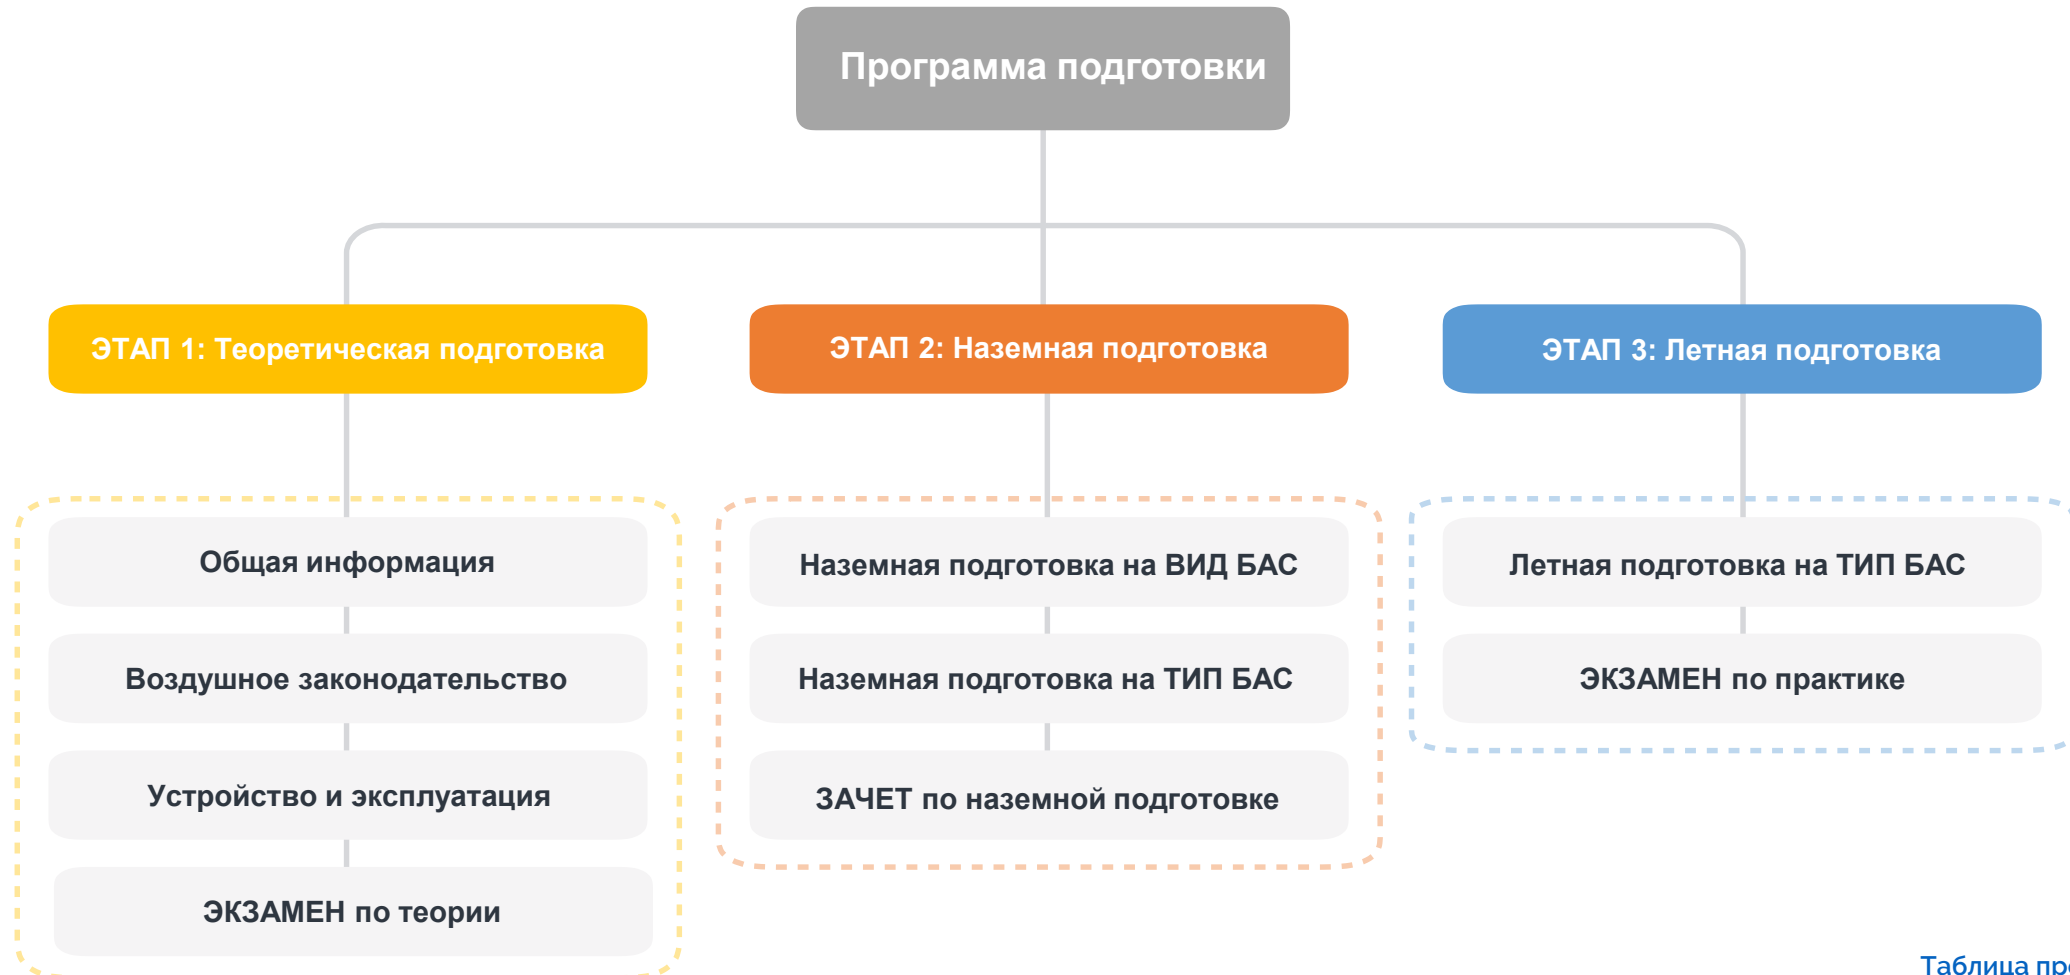 Программа подготовки
ЭТАП 1: Теоретическая подготовка
Общая информация
Воздушное законодательство
Устройство и эксплуатация
ЭКЗАМЕН по теории
ЭТАП 2: Наземная подготовка
Наземная подготовка на ВИД БАС
Наземная подготовка на ТИП БАС
ЗАЧЕТ по наземной подготовке
ЭТАП 3: Летная подготовка
Летная подготовка на ТИП БАС
ЭКЗАМЕН по практике
Таблица